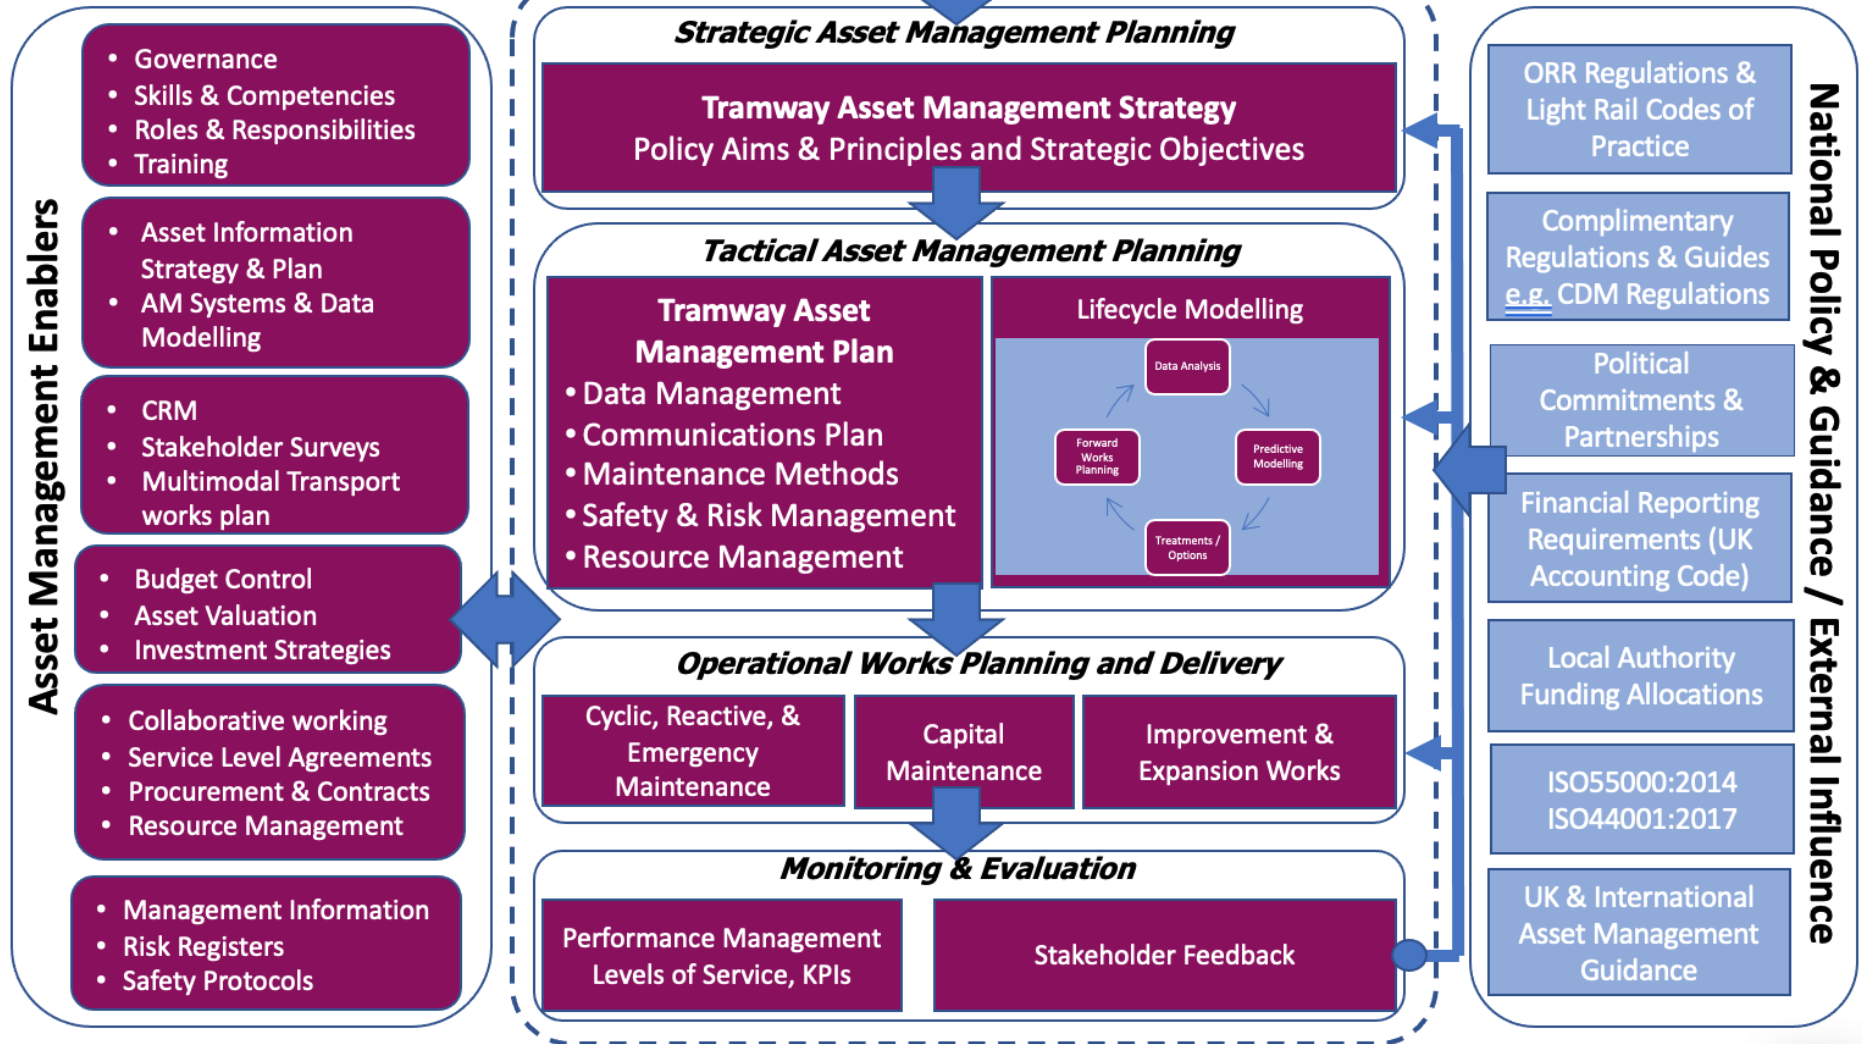 Asset Management Enablers
• Governance
• Skills & Competencies
• Roles & Responsibilities
• Training
• Asset Information
Strategy & Plan
• AM Systems & Data
Modelling
• CRM
• Stakeholder Surveys
• Multimodal Transport
works plan
• Budget Control
• Asset Valuation
• Investment Strategies
• Collaborative working
• Service Level Agreements
• Procurement & Contracts
• Resource Management
• Management Information
• Risk Registers
• Safety Protocols
Strategic Asset Management Planning
Tramway Asset Management Strategy
Policy Aims & Principles and Strategic Objectives
Tactical Asset Management Planning
Tramway Asset
Management Plan
• Data Management
• Communications Plan
• Maintenance Methods
• Safety & Risk Management
• Resource Management
Lifecycle Modelling
Data Analysis
Predictive
Modelling
Treatments /
Options
Forward
Works
Planning
Operational Works Planning and Delivery
Cyclic, Reactive, &
Emergency
Maintenance
Capital
Maintenance
Improvement &
Expansion Works
Monitoring & Evaluation
Performance Management
Levels of Service, KPIs
Stakeholder Feedback
ORR Regulations &
Light Rail Codes of
Practice
Complimentary
Regulations & Guides
e.g. CDM Regulations
Political
Commitments &
Partnerships
Financial Reporting
Requirements (UK
Accounting Code)
Local Authority
Funding Allocations
ISO55000:2014
ISO44001:2017
UK & International
Asset Management
Guidance
National Policy & Guidance / External Influence